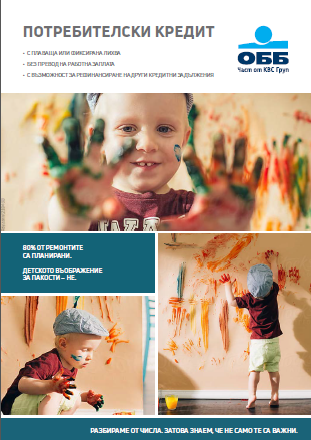 ПОТРЕБИТЕЛСКИ КРЕДИТ
• С ПЛАВАЩА ИЛИ ФИКСИРАНА ЛИХВА
• БЕЗ ПРЕВОД НА РАБОТНА ЗАПЛАТА
• С ВЪЗМОЖНОСТ ЗА РЕФИНАНСИРАНЕ НА ДРУГИ КРЕДИТНИ ЗАДЪЛЖЕНИЯ
ОББ
Част от КВС Груп
80% ОТ РЕМОНТИТЕ
СА ПЛАНИРАНИ.
ДЕТСКОТО ВЪОБРАЖЕНИЕ
ЗА ПАКОСТИ – НЕ.
РАЗБИРАМЕ ОТ ЧИСЛА. ЗАТОВА ЗНАЕМ, ЧЕ НЕ САМО ТЕ СА ВАЖНИ.